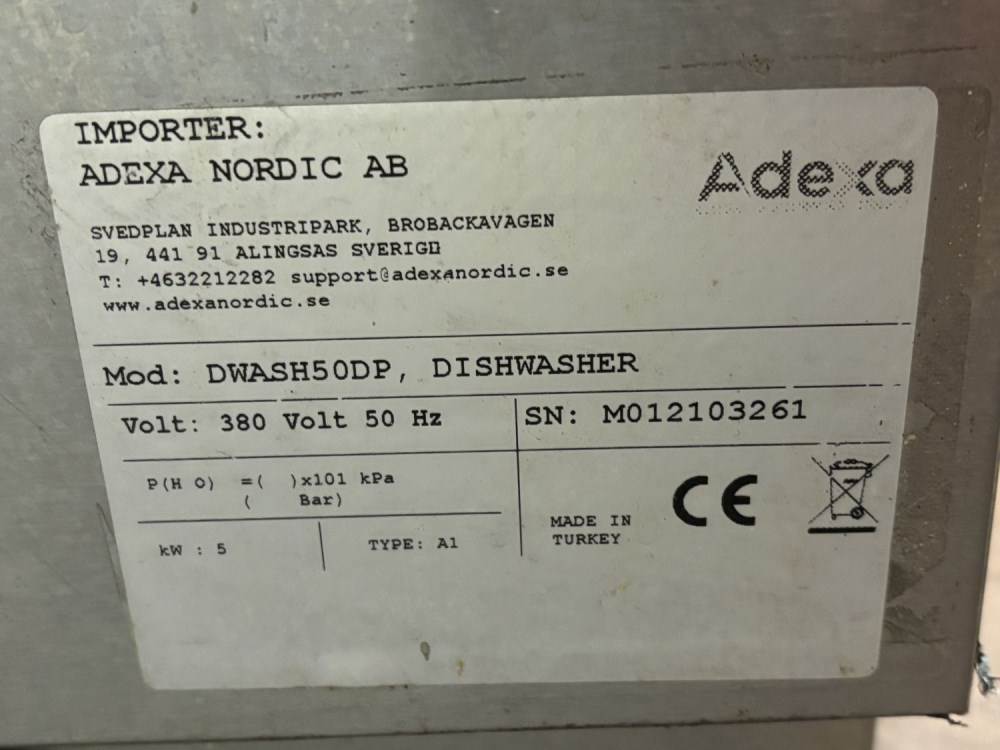 IMPORTER:
ADEXA NORDIC AB
Adexa
SVEDPLAN INDUSTRIPARK, BROBACKAVAGEN
19, 441 91 ALINGSAS SVERIGE
T: +4632212282 support@adexanordic.se
www.adexanordic.se
Mod: DWASH50DP, DISHWASHER
Volt: 380 Volt 50 Hz
SN: M012103261
P(H O) =( )x101 kPa
( Bar)
kW : 5
TYPE: A1
MADE IN
TURKEY
CE